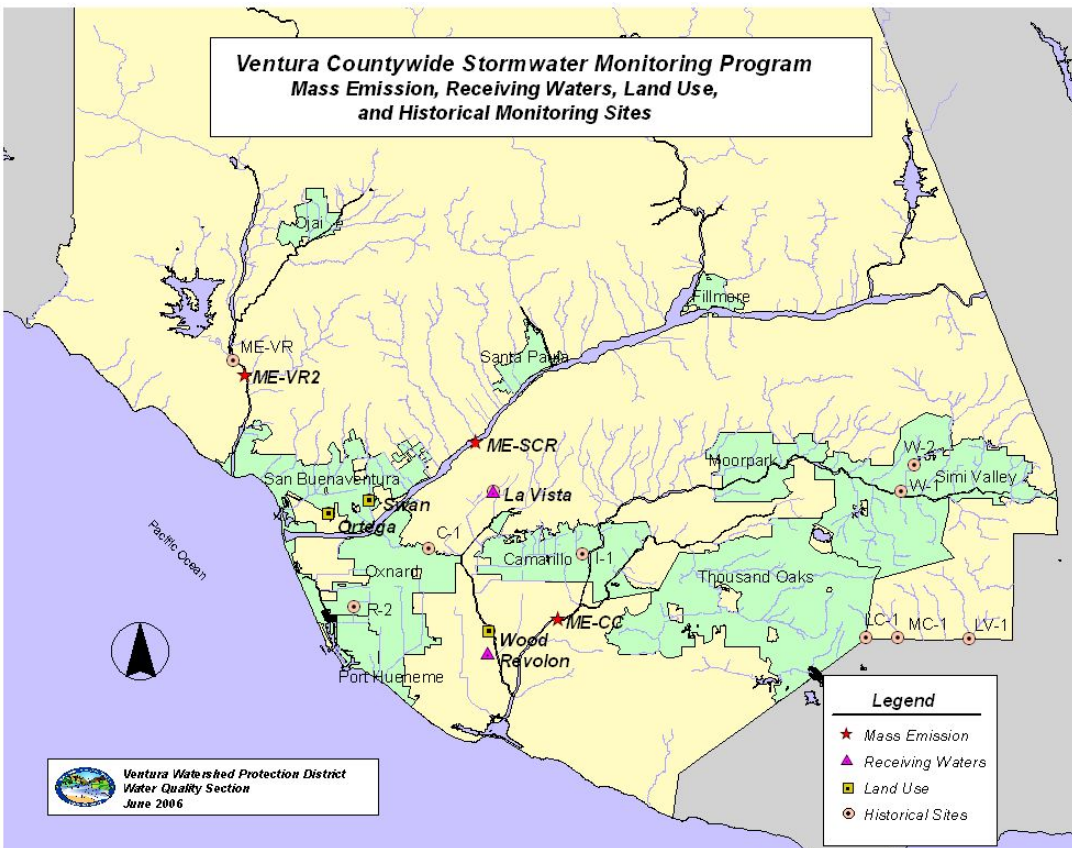 Ventura Countywide Stormwater Monitoring Program
Mass Emission, Receiving Waters, Land Use,
and Historical Monitoring Sites
Ojai
Fillmore
ME-VR
ME-VR2
Santa Paula
ME-SCR
Moorpark
W-2
W-1
Simi Valley
San Buenaventura
Swan
Ortega
La Vista
Pacific Ocean
C-1
Camarillo
I-1
Oxnard
Thousand Oaks
R-2
ME-CC
Wood
Revolon
LC-1
MC-1
LV-1
Port Hueneme
Legend
Mass Emission
Receiving Waters
Land Use
Historical Sites
Ventura Watershed Protection District
Water Quality Section
June 2006